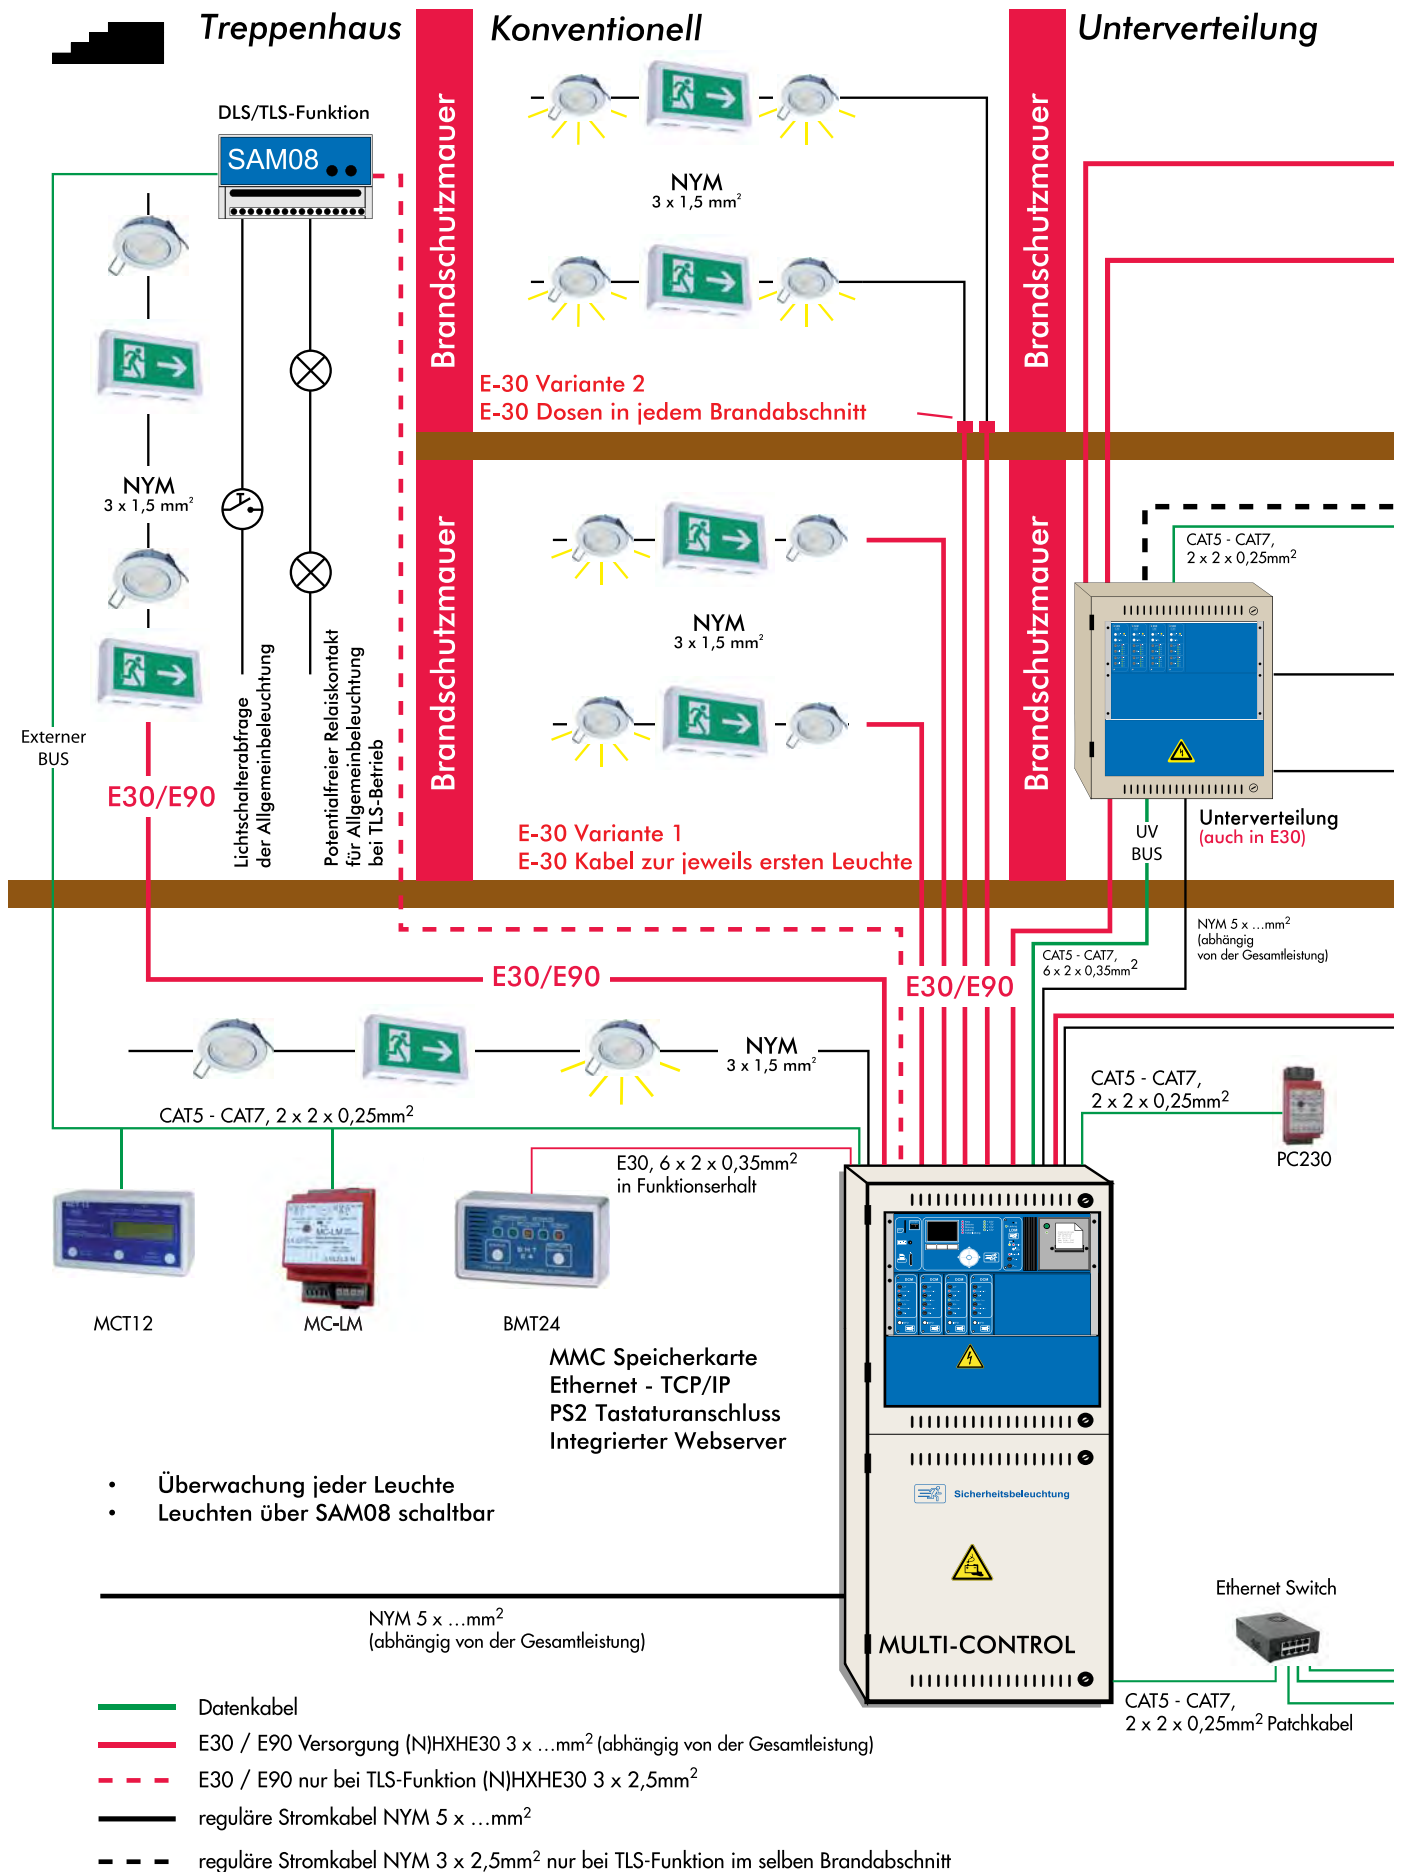 Treppenhaus
Konventionell
Unterverteilung
DLS/TLS-Funktion
SAM08
Brandschutzmauer
Brandschutzmauer
NYM
3 x 1,5 mm²
E-30 Variante 2
E-30 Dosen in jedem Brandabschnitt
NYM
3 x 1,5 mm²
Brandschutzmauer
Brandschutzmauer
CAT5 - CAT7,
2 x 2 x 0,25mm²
NYM
3 x 1,5 mm²
Externer
BUS
E30/E90
Lichtschalterabfrage
der Allgemeinbeleuchtung
Potentialfreier Relaiskontakt
für Allgemeinbeleuchtung
bei TLS-Betrieb
E-30 Variante 1
E-30 Kabel zur jeweils ersten Leuchte
UV
BUS
Unterverteilung
(auch in E30)
NYM 5 x ...mm²
(abhängig
von der Gesamtleistung)
CAT5 - CAT7,
6 x 2 x 0,35mm²
E30/E90
E30/E90
NYM
3 x 1,5 mm²
CAT5 - CAT7,
2 x 2 x 0,25mm²
PC230
CAT5 - CAT7, 2 x 2 x 0,25mm²
E30, 6 x 2 x 0,35mm²
in Funktionserhalt
MCT12
MC-LM
BMT24
MCT12
MC-LM
BMT24
MMC Speicherkarte
Ethernet - TCP/IP
PS2 Tastaturanschluss
Integrierter Webserver
• Überwachung jeder Leuchte
• Leuchten über SAM08 schaltbar
Sicherheitsbeleuchtung
NYM 5 x ...mm²
(abhängig von der Gesamtleistung)
MULTI-CONTROL
Ethernet Switch
CAT5 - CAT7,
2 x 2 x 0,25mm² Patchkabel
Datenkabel
E30 / E90 Versorgung (N)HXHE30 3 x ...mm² (abhängig von der Gesamtleistung)
E30 / E90 nur bei TLS-Funktion (N)HXHE30 3 x 2,5mm²
reguläre Stromkabel NYM 5 x ...mm²
reguläre Stromkabel NYM 3 x 2,5mm² nur bei TLS-Funktion im selben Brandabschnitt